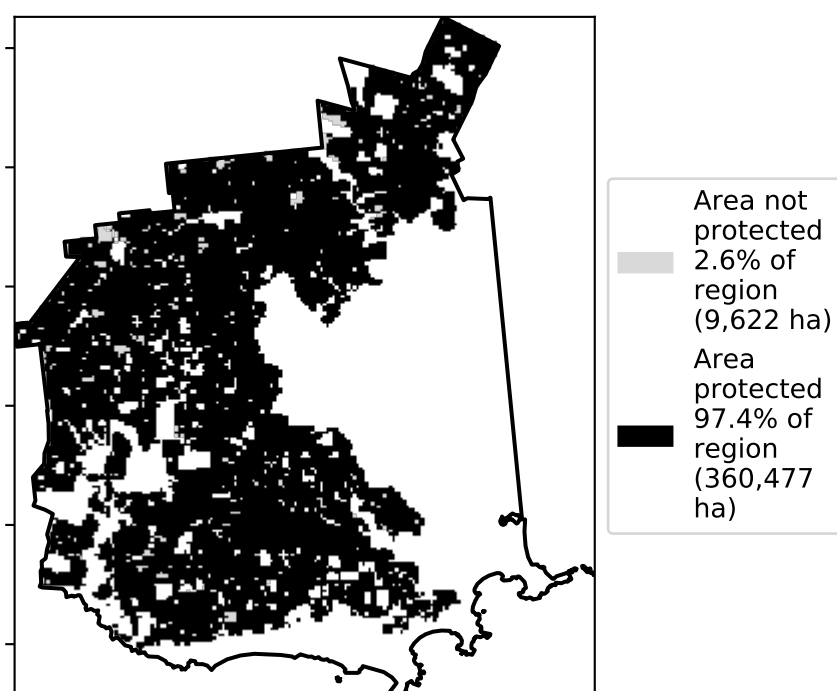 Area not
protected
2.6% of
region
(9,622 ha)
Area
protected
97.4% of
region
(360,477
ha)